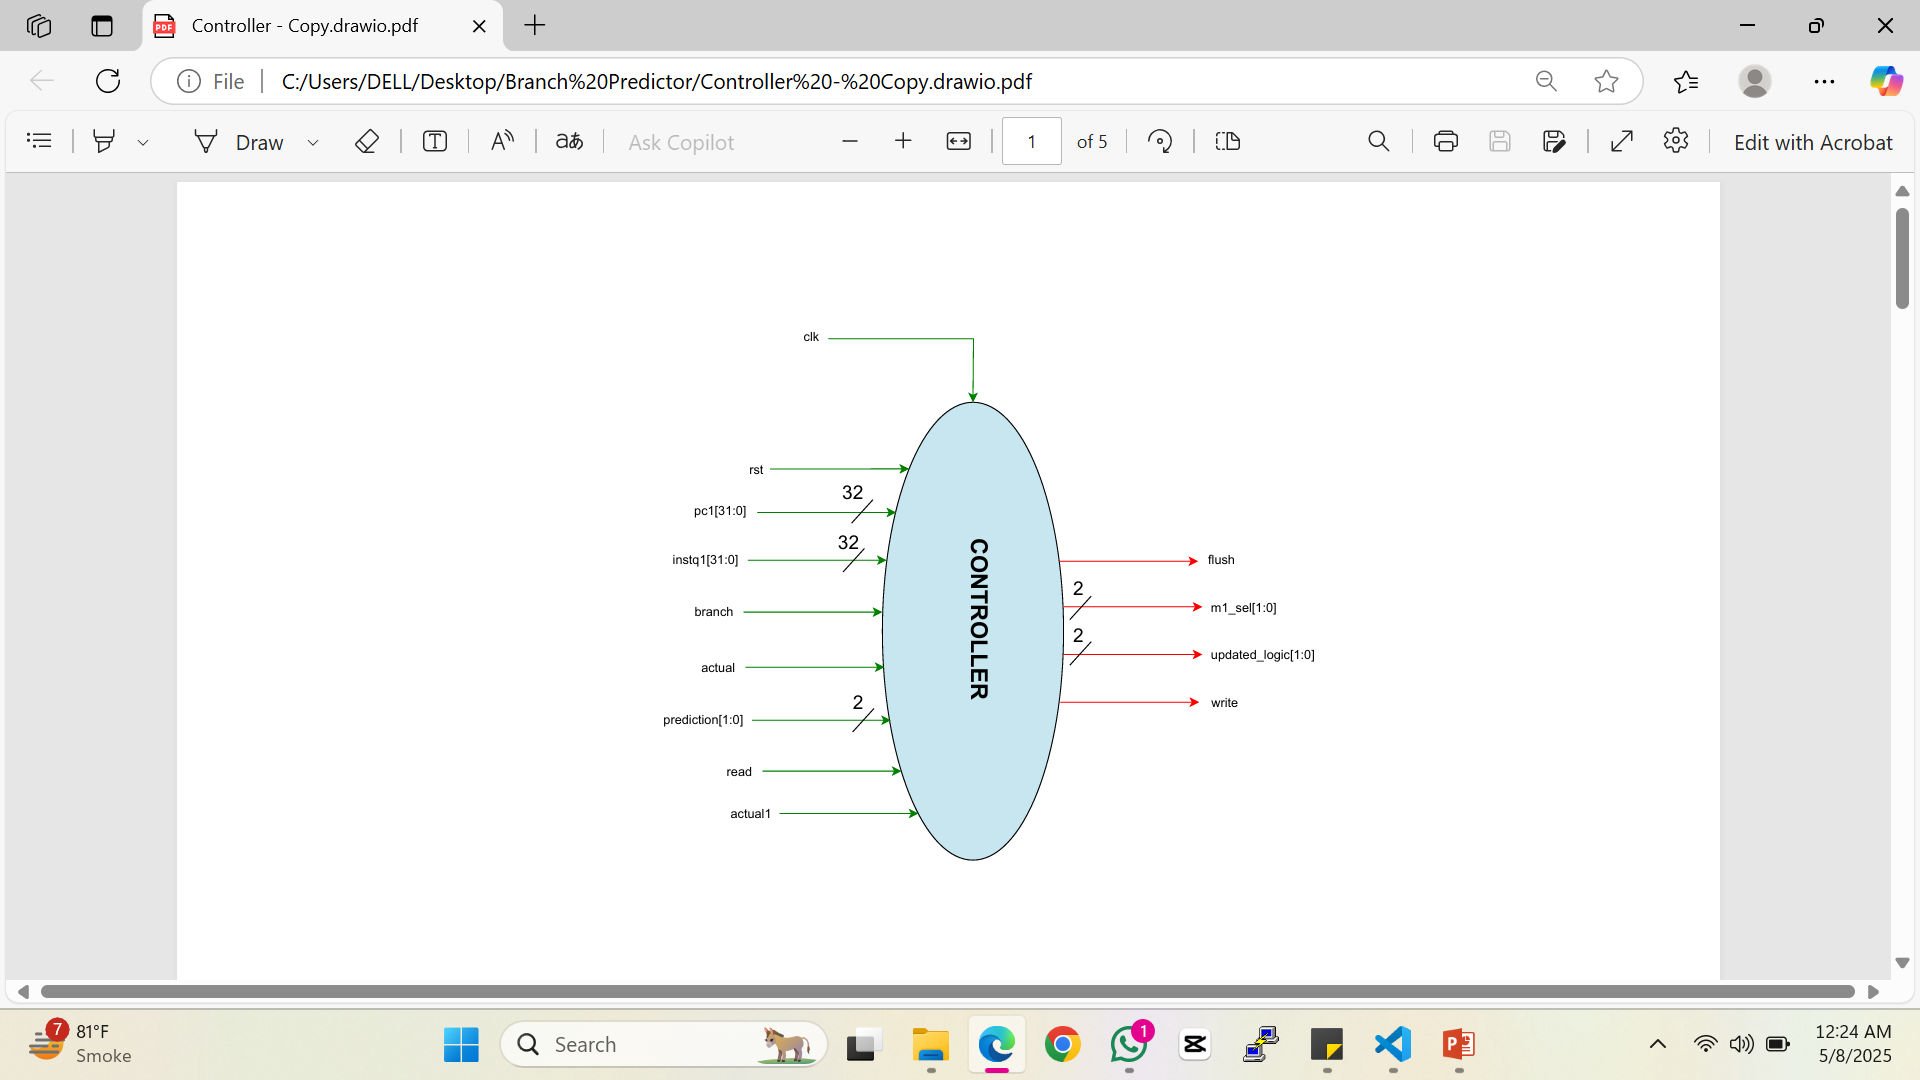 Controller - Copy.drawio.pdf
File
C:/Users/DELL/Desktop/Branch%20Predictor/Controller%20-%20Copy.drawio.pdf
Draw
Ask Copilot
1 of 5
Edit with Acrobat
clk
rst
32
pc1[31:0]
32
instq1[31:0]
branch
actual
2
prediction[1:0]
read
actual1
CONTROLLER
flush
2
m1_sel[1:0]
2
updated_logic[1:0]
write
7
81°F
Smoke
Search
1
12:24 AM
5/8/2025